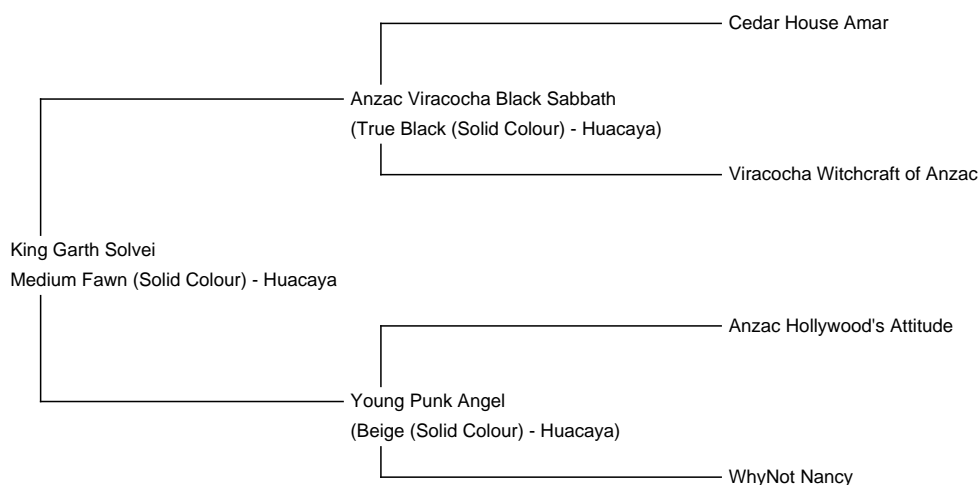 Cedar House Amar
Anzac Viracocha Black Sabbath
(True Black (Solid Colour) - Huacaya)
Viracocha Witchcraft of Anzac
King Garth Solvei
Medium Fawn (Solid Colour) - Huacaya
Anzac Hollywood's Attitude
Young Punk Angel
(Beige (Solid Colour) - Huacaya)
WhyNot Nancy